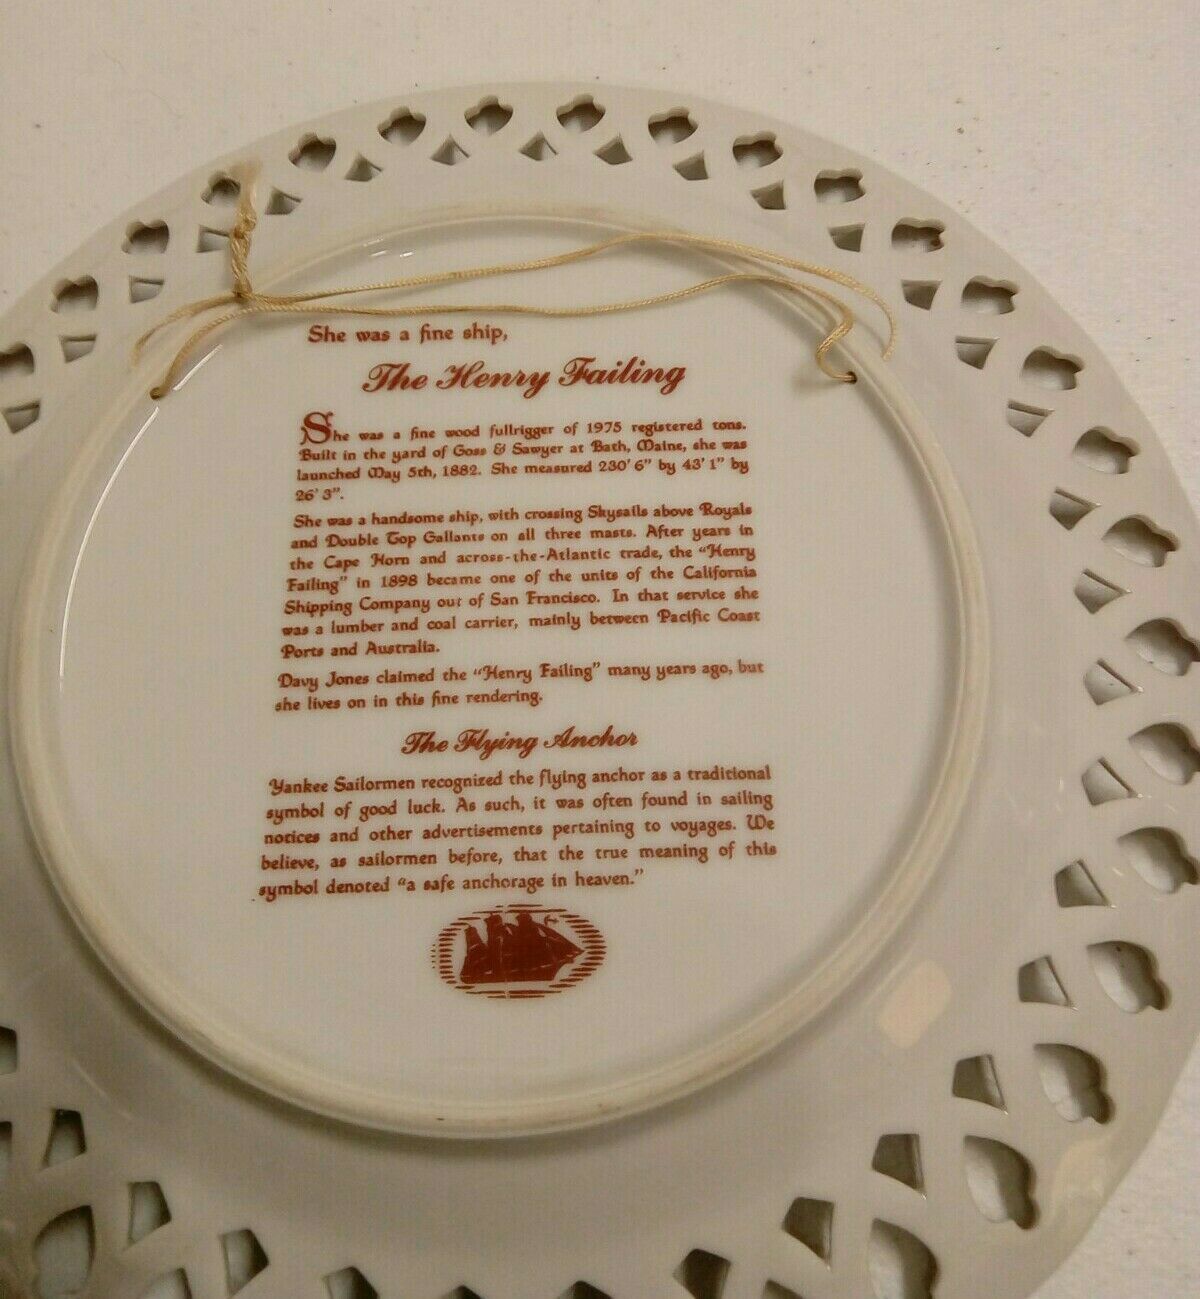 She was a fine ship,
The Henry Failing
She was a fine wood fullrigger of 1975 registered tons.
Built in the yard of Goss & Sawyer at Bath, Maine, she was
launched May 5th, 1882. She measured 230' 6" by 43' 1" by
26' 3".
She was a handsome ship, with crossing Skysails above Royals
and Double Top Gallants on all three masts. After years in
the Cape Horn and across-the-Atlantic trade, the "Henry
Failing" in 1898 became one of the units of the California
Shipping Company out of San Francisco. In that service she
was a lumber and coal carrier, mainly between Pacific Coast
Ports and Australia.
Davy Jones claimed the "Henry Failing" many years ago, but
she lives on in this fine rendering.
The Flying Anchor
Yankee Sailormen recognized the flying anchor as a traditional
symbol of good luck. As such, it was often found in sailing
notices and other advertisements pertaining to voyages. We
believe, as sailormen before, that the true meaning of this
symbol denoted "a safe anchorage in heaven."